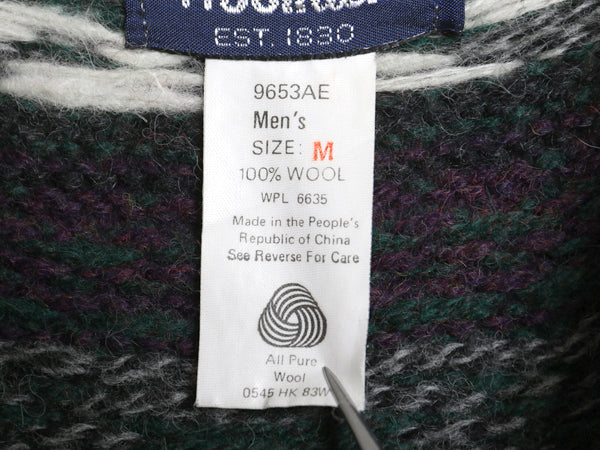 EST. 1830
9653AE
Men's
SIZE: M
100% WOOL
WPL 6635
Made in the People's
Republic of China
See Reverse For Care
All Pure
Wool
0545 HK 83W